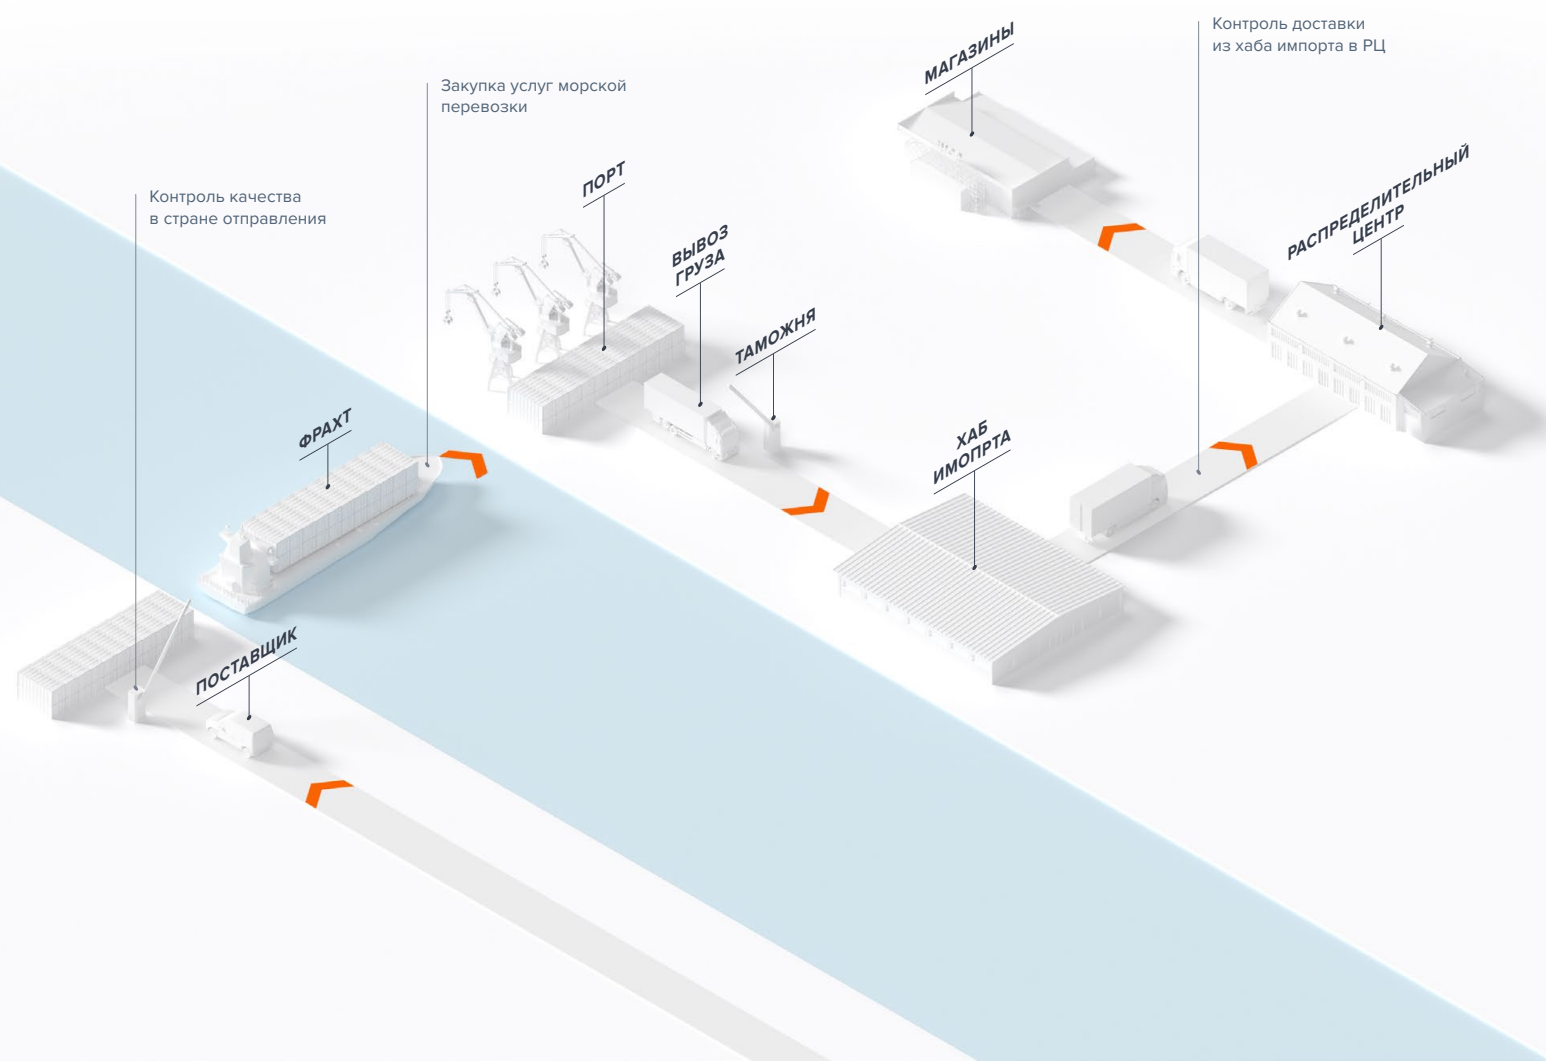 Контроль доставки
из хаба импорта в РЦ
МАГАЗИНЫ
Закупка услуг морской
перевозки
РАСПРЕДЕЛИТЕЛЬНЫЙ
ЦЕНТР
ПОРТ
Контроль качества
в стране отправления
ВЫВОЗ
ГРУЗА
ТАМОЖНЯ
ФРАХТ
ХАБ
ИМОПРТА
ПОСТАВЩИК